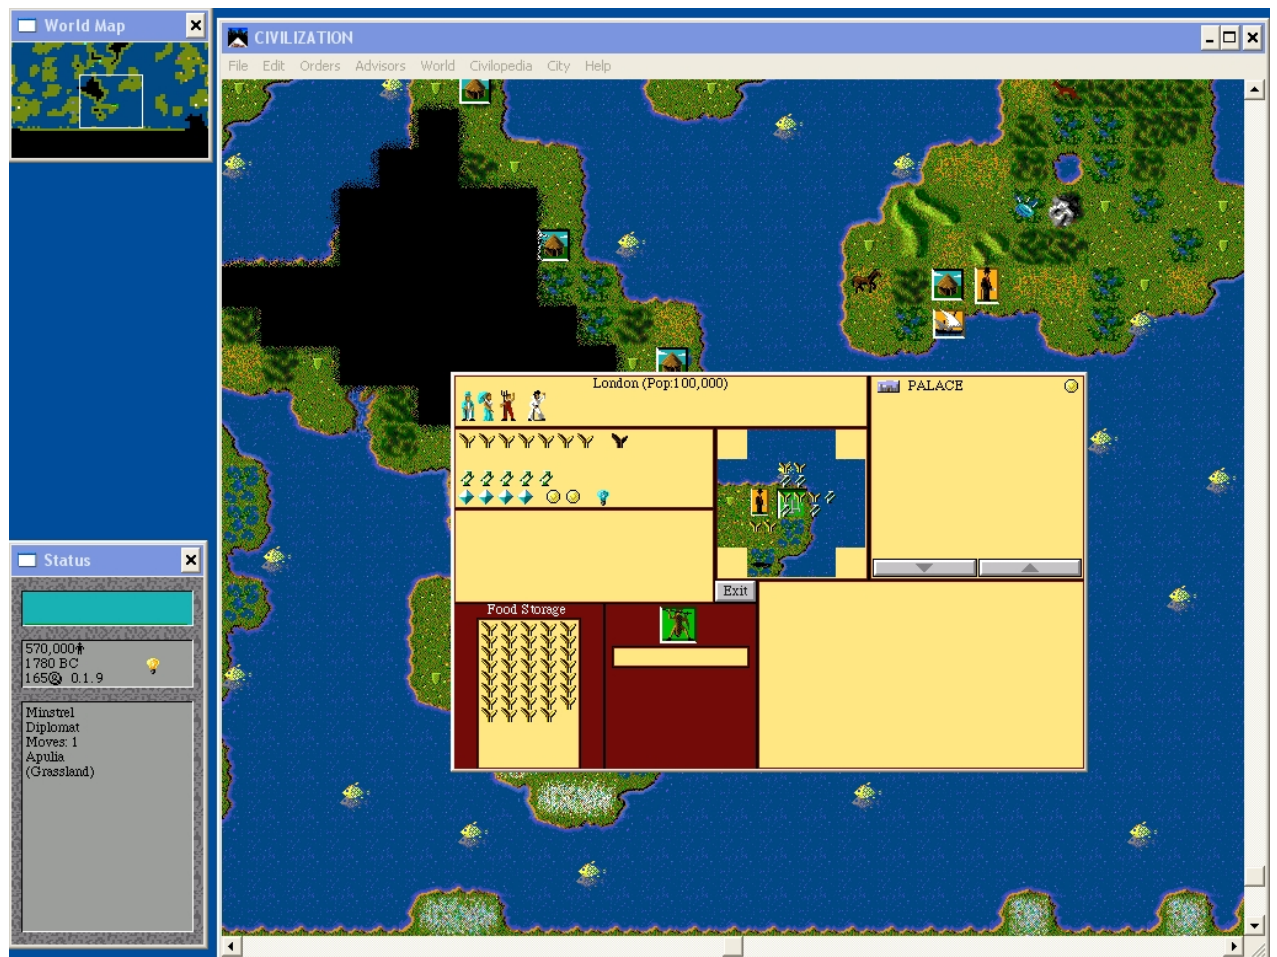 World Map
CIVILIZATION
File Edit Orders Advisors World Civilopedia City Help
London (Pop:100,000)
PALACE
Exit
Food Storage
Status
570,000
1780 BC
165 0.1.9
Minstrel
Diplomat
Moves: 1
Apulia
(Grassland)